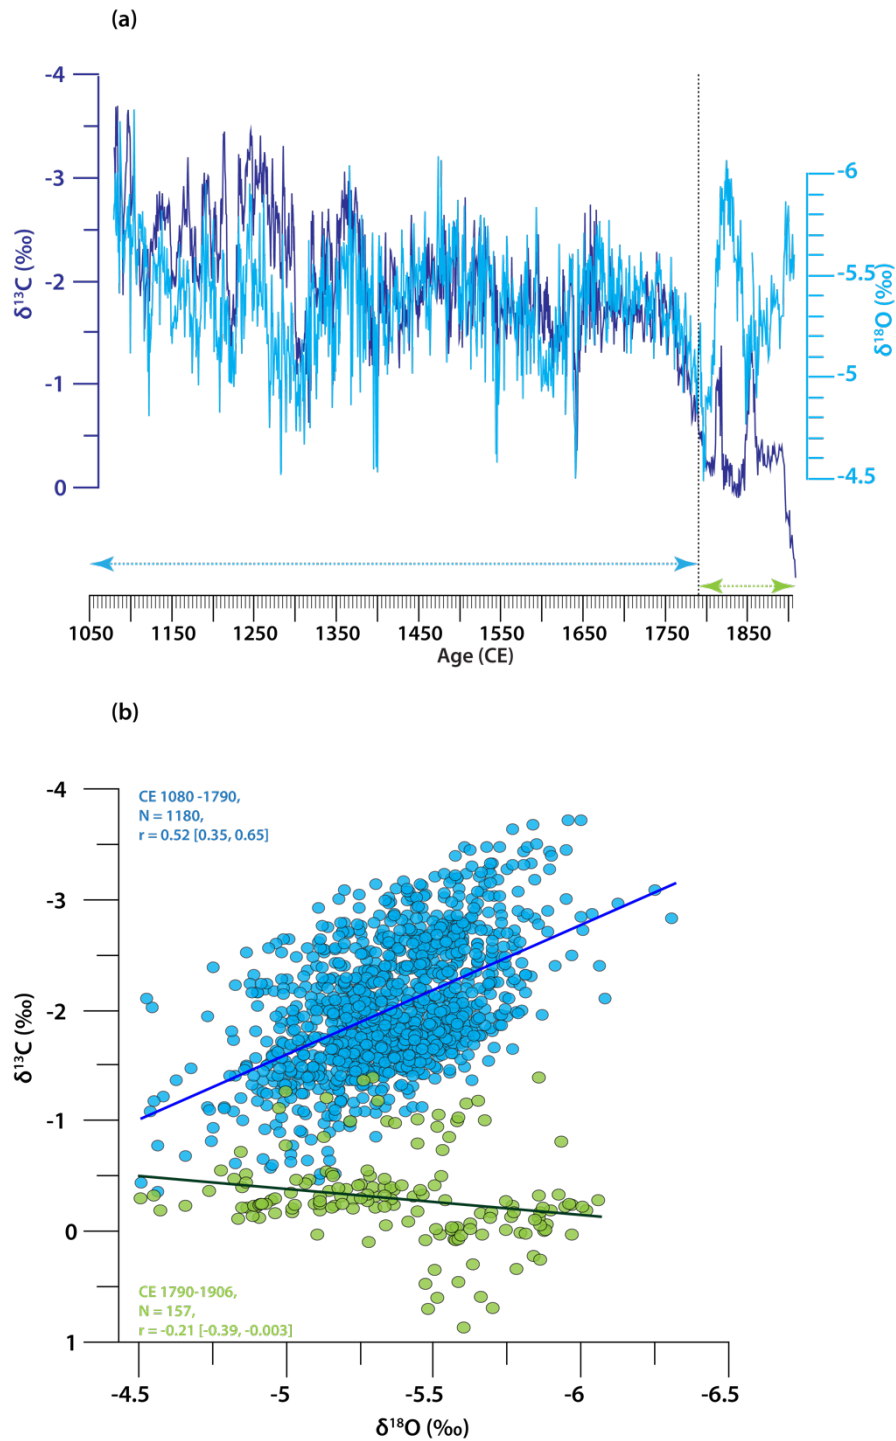 (a)
-4
-3
-2
-1
0
δ13C (‰)
-6
-5.5
-5
-4.5
δ18O (‰)
1050 1150 1250 1350 1450 1550 1650 1750 1850
Age (CE)
(b)
-4
-3
-2
-1
0
1
δ13C (‰)
CE 1080 -1790,
N = 1180,
r = 0.52 [0.35, 0.65]
CE 1790-1906,
N = 157,
r = -0.21 [-0.39, -0.003]
-4.5 -5 -5.5 -6 -6.5
δ18O (‰)